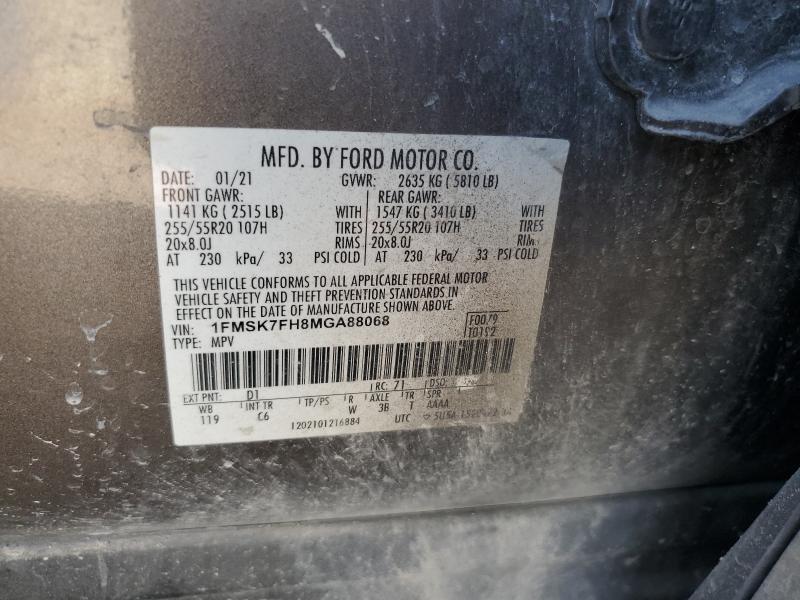 MFD. BY FORD MOTOR CO.
DATE: 01/21 GVWR: 2635 KG ( 5810 LB)
FRONT GAWR: REAR GAWR:
1141 KG ( 2515 LB) WITH 1547 KG ( 3410 LB) WITH
255/55R20 107H TIRES 255/55R20 107H TIRES
20x8.0J RIMS 20x8.0J RIMS
AT 230 kPa/ 33 PSI COLD AT 230 kPa/ 33 PSI COLD
THIS VEHICLE CONFORMS TO ALL APPLICABLE FEDERAL MOTOR
VEHICLE SAFETY AND THEFT PREVENTION STANDARDS IN
EFFECT ON THE DATE OF MANUFACTURE SHOWN ABOVE.
VIN: 1FMSK7FH8MGA88068 F0079
TYPE: MPV T0152
EXT PNT: D1 RC: 71 DSO:
WB INT TR TP/PS R AXLE TR SPR
119 C6 W 3B T AAAA
1202101216884 UTC